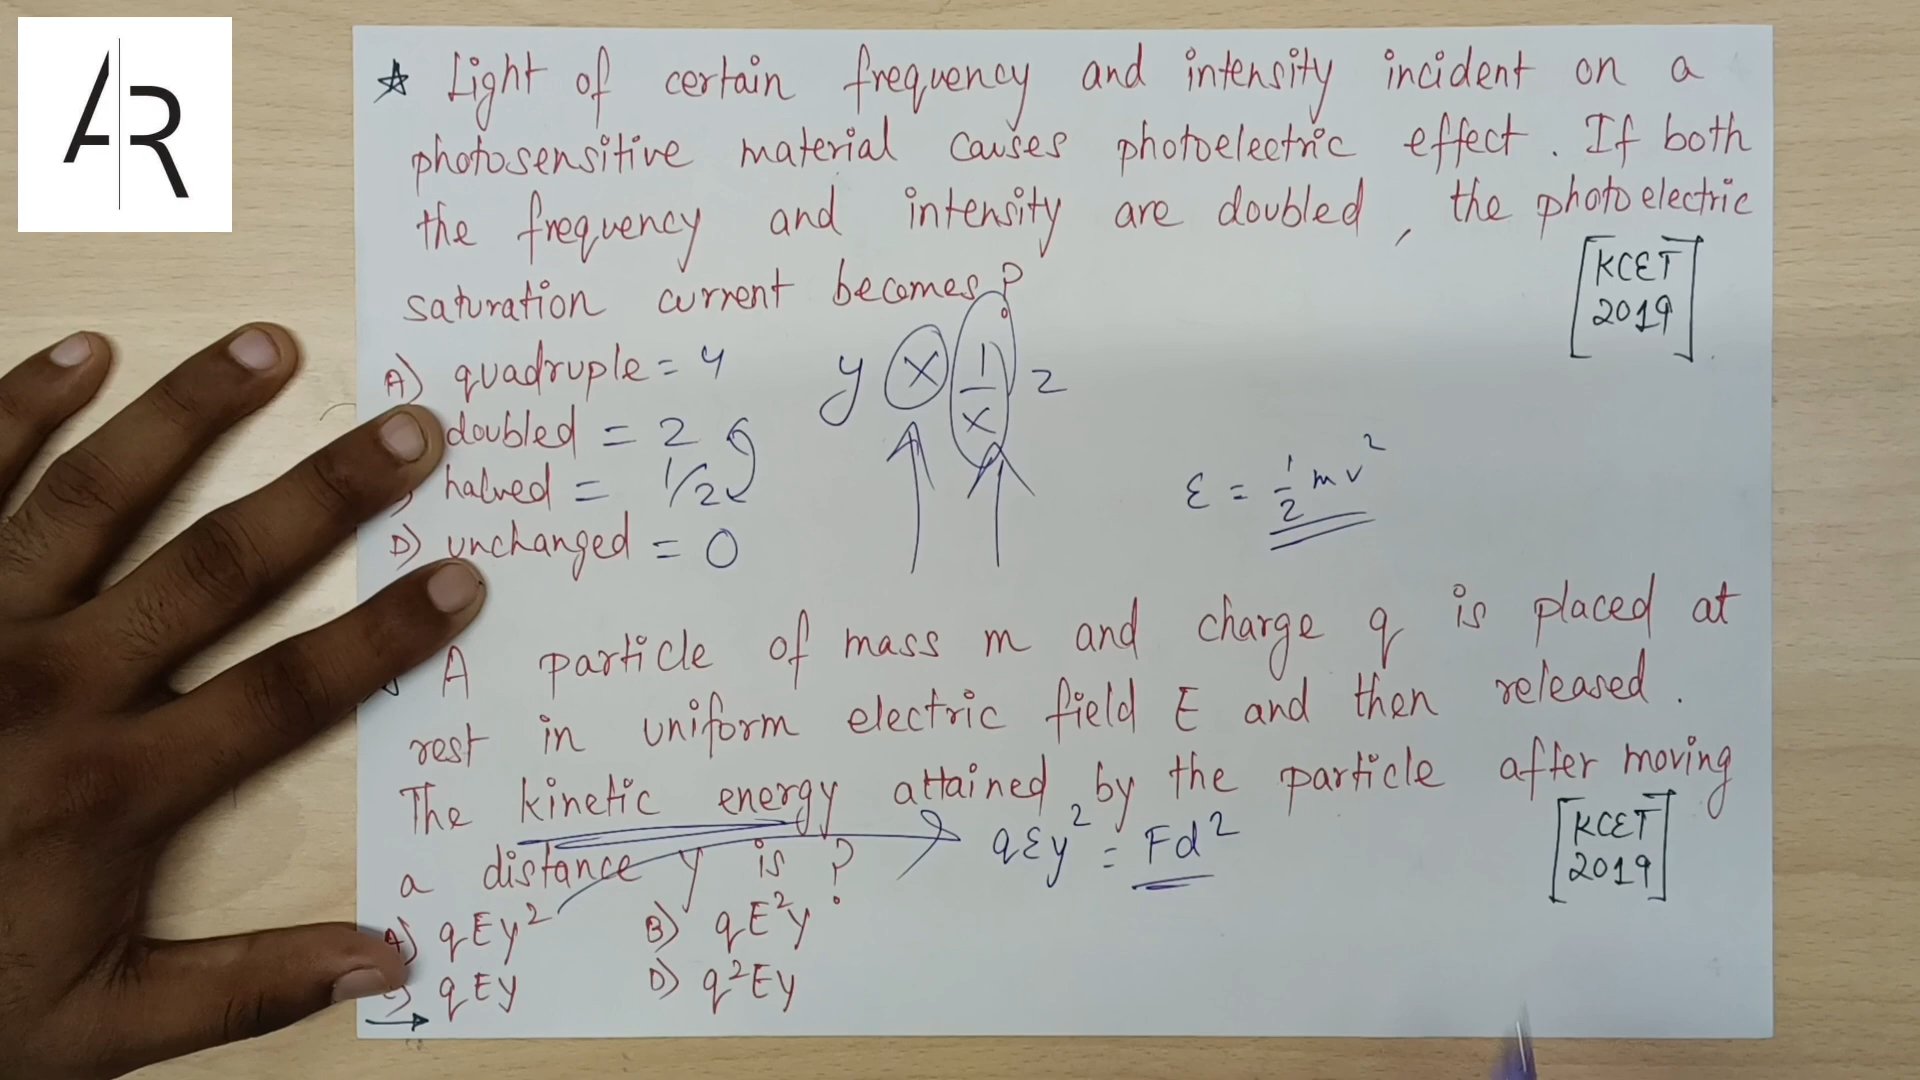 AR
☆ Light of certain frequency and intensity incident on a
photosensitive material causes photoelectric effect. If both
the frequency and intensity are doubled, the photoelectric
saturation current becomes?
[KCET
2019]
A) quadruple = 4
doubled = 2
halved = 1/2
D) unchanged = 0
y x 1/x z
ε = 1/2 mv²
A particle of mass m and charge q is placed at
rest in uniform electric field E and then released.
The kinetic energy attained by the particle after moving
a distance y is?
qεy² = Fd²
[KCET
2019]
A) qEy² B) qE²y
qEy D) q²Ey